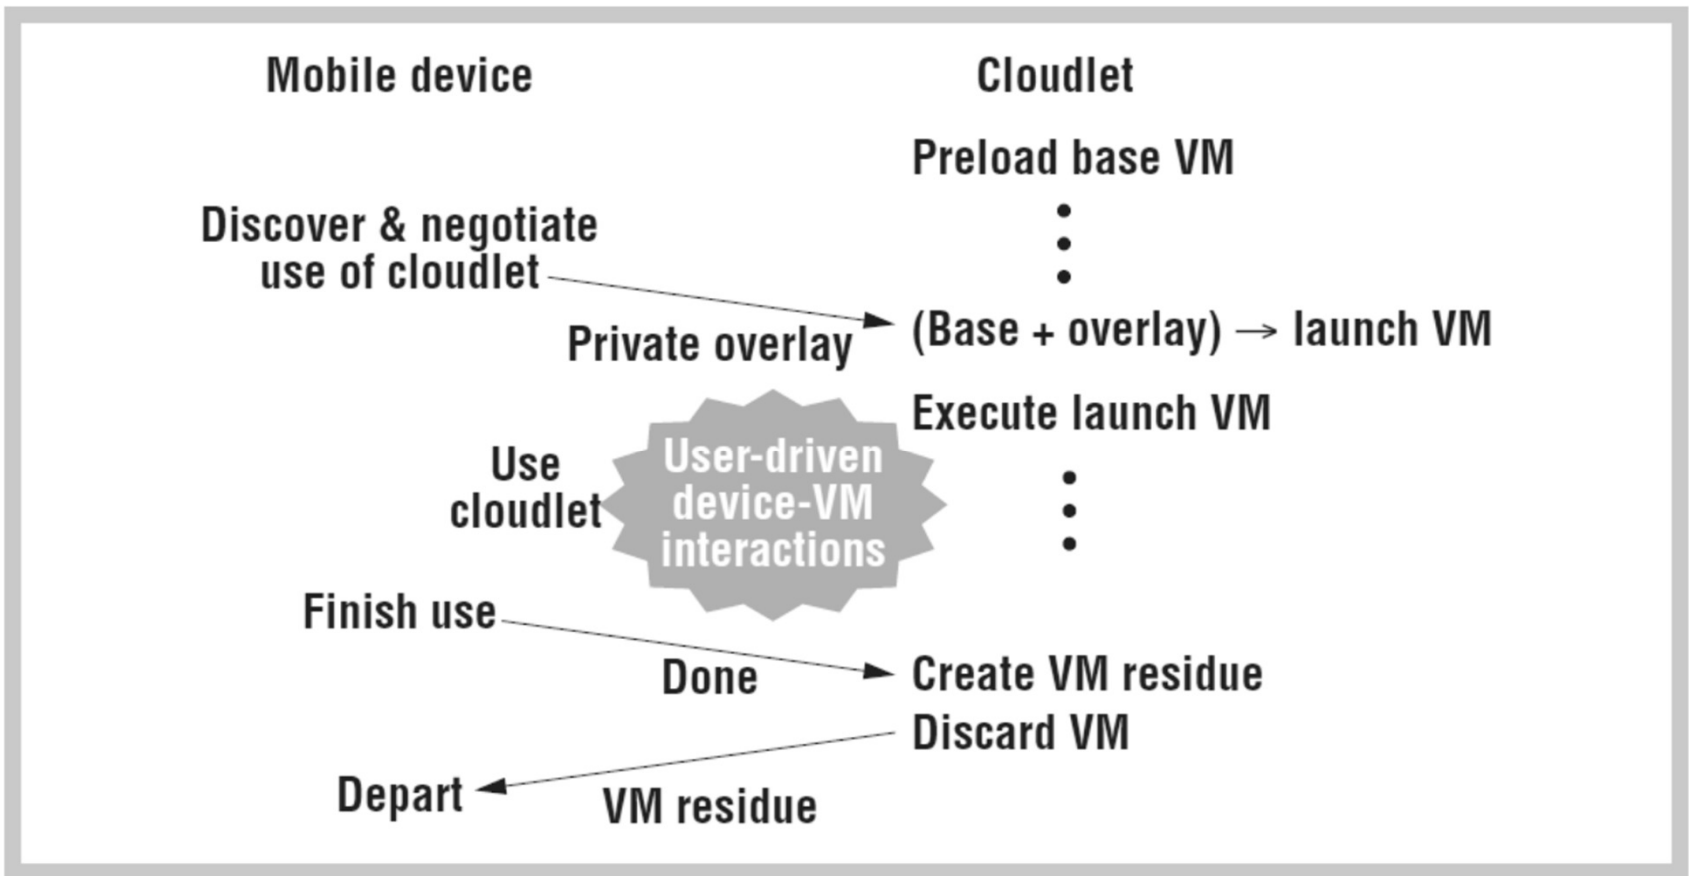 Mobile device
Cloudlet
Preload base VM
Discover & negotiate
use of cloudlet
Private overlay
(Base + overlay) → launch VM
Execute launch VM
Use
cloudlet
User-driven
device-VM
interactions
Finish use
Done
Create VM residue
Discard VM
Depart
VM residue